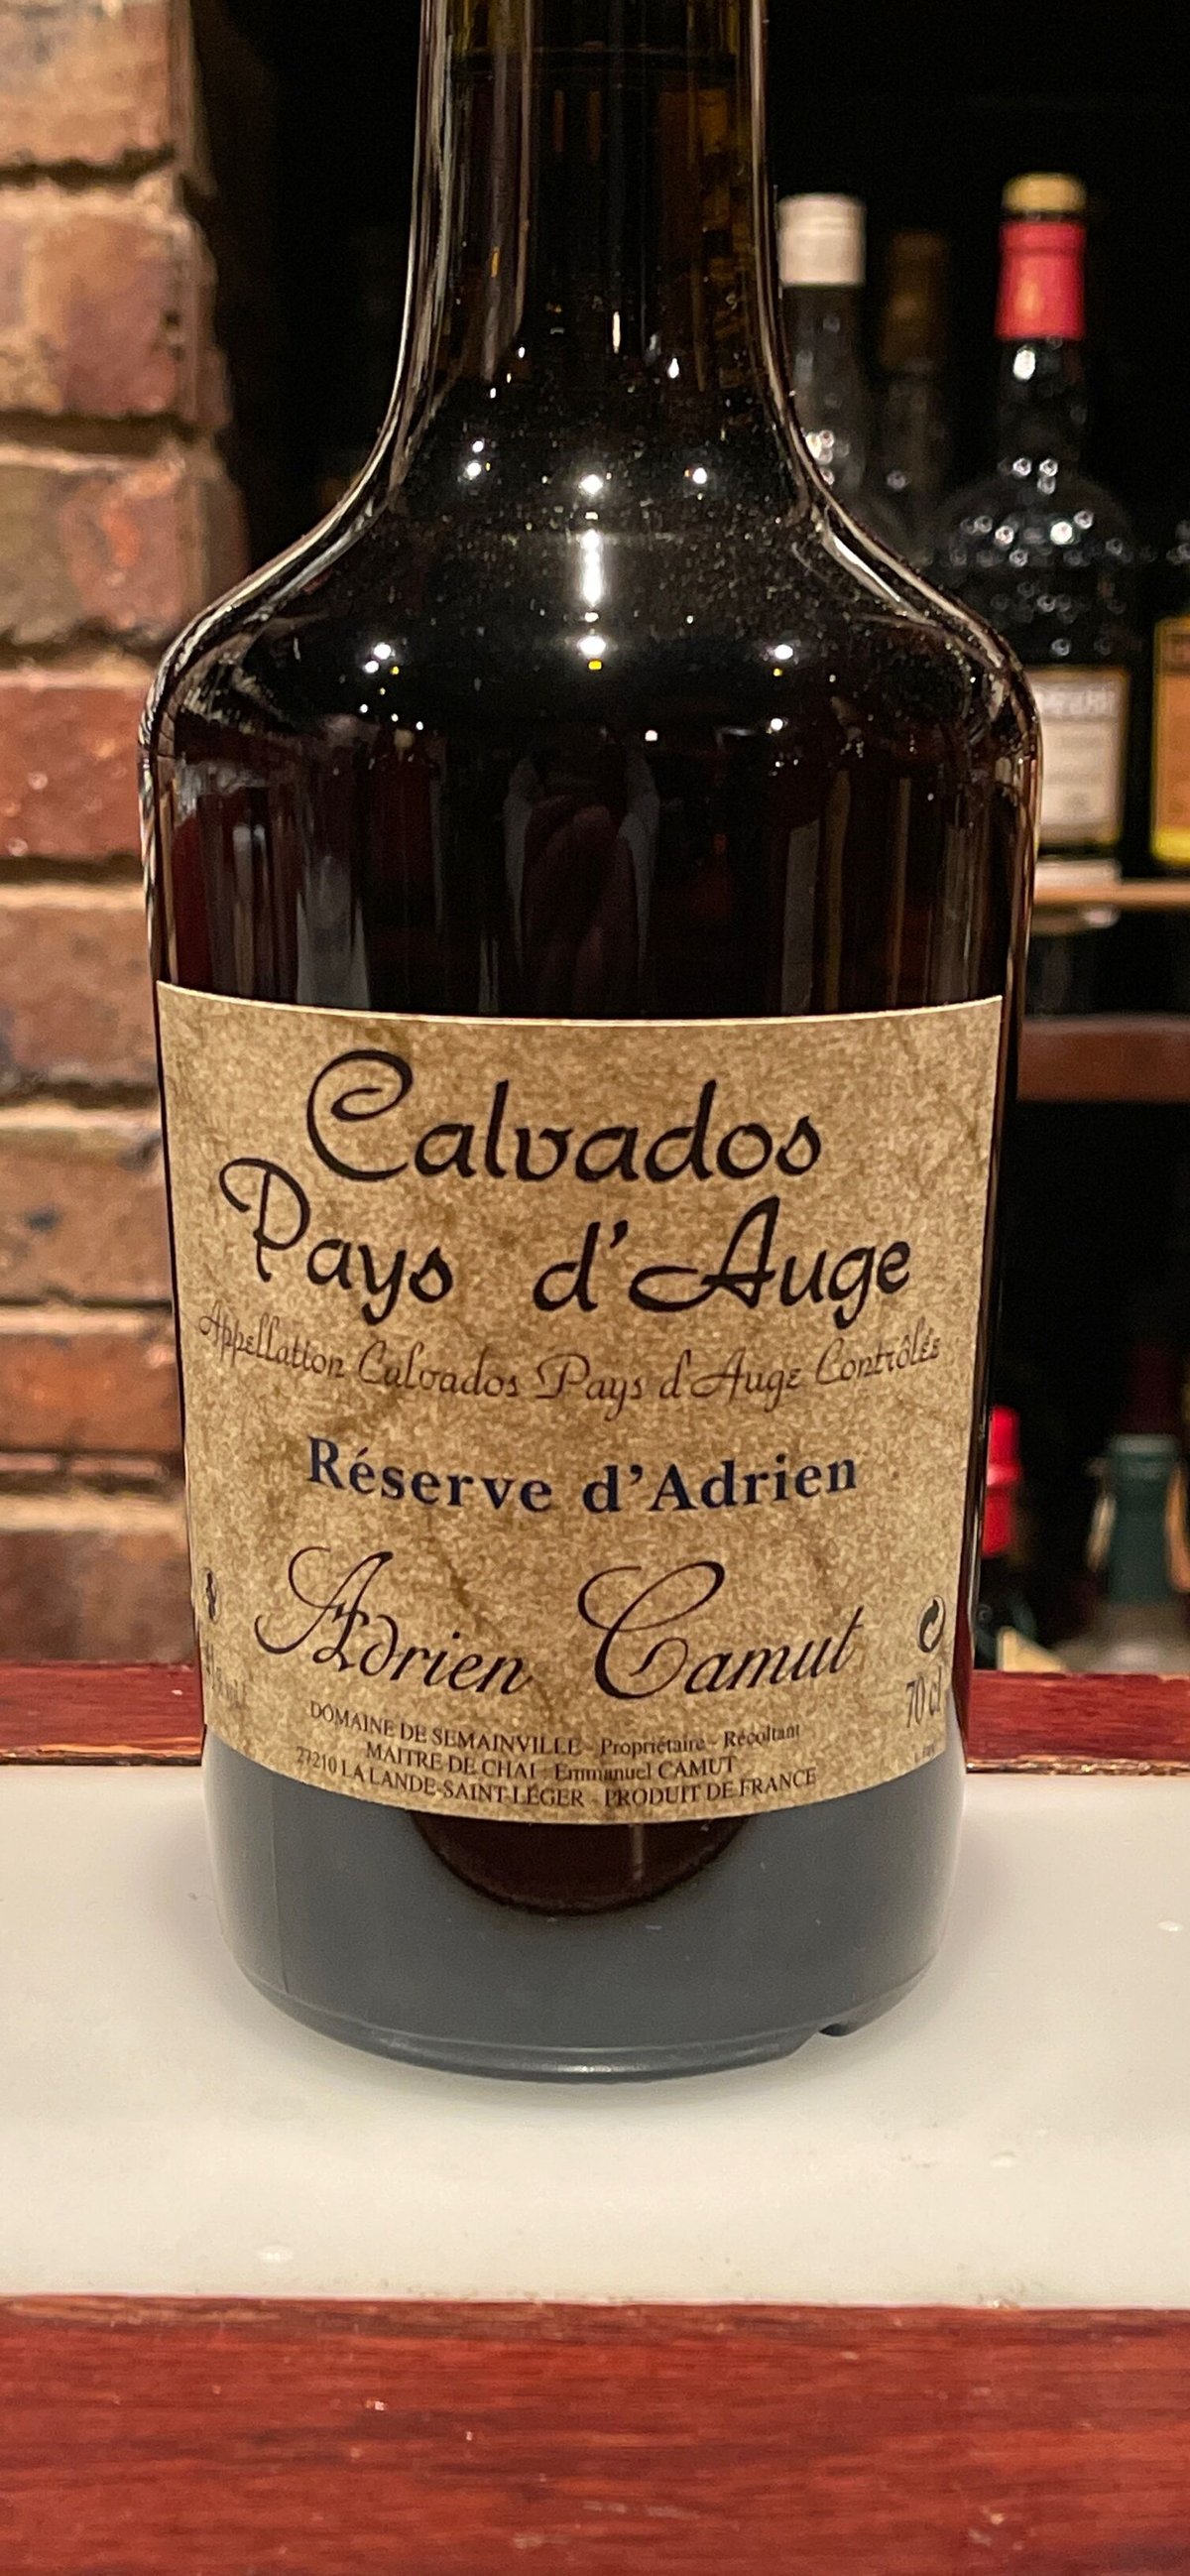 Calvados
Pays d'Auge
Appellation Calvados Pays d'Auge Contrôlée
Réserve d'Adrien
Adrien Camut
70 cl
DOMAINE DE SEMAINVILLE - Propriétaire - Récoltant
MAITRE DE CHAI : Emmanuel CAMUT
27210 LA LANDE-SAINT-LÉGER - PRODUIT DE FRANCE